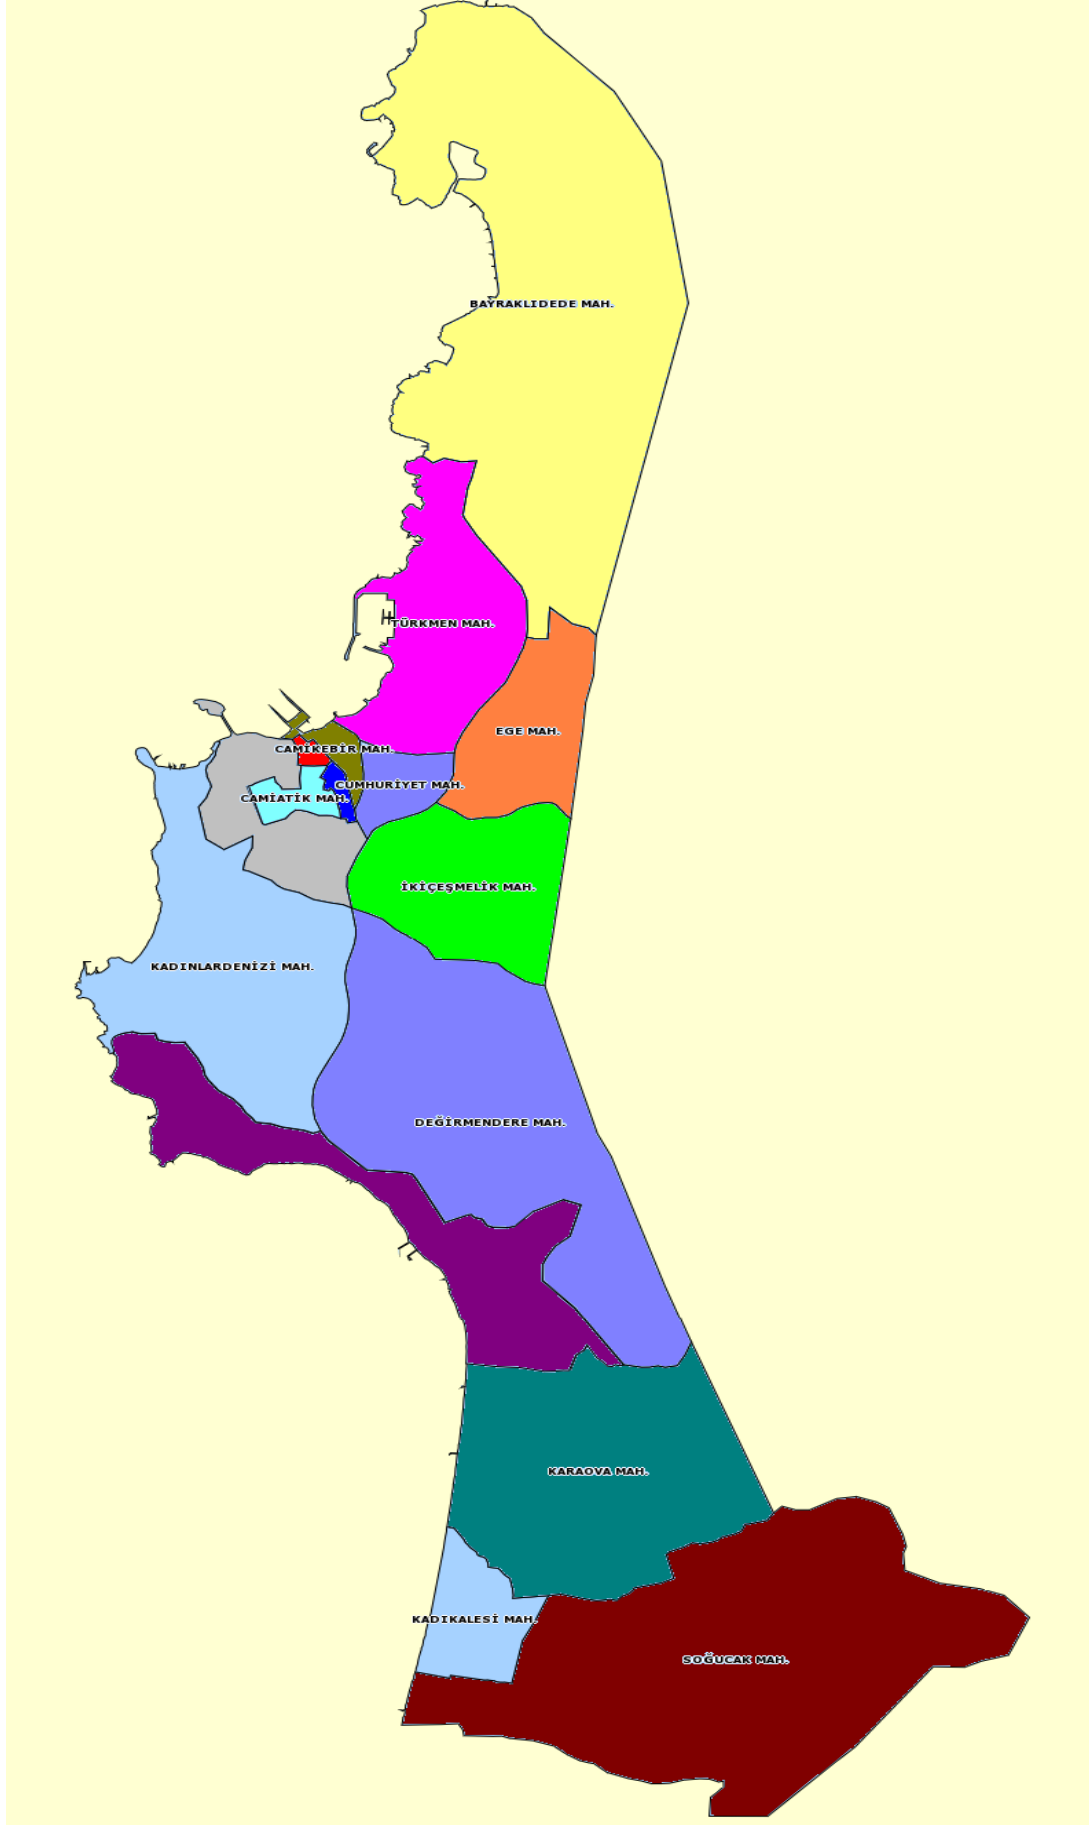 BAYRAKLIDEDE MAH.
TÜRKMEN MAH.
EGE MAH.
CAMİKEBİR MAH.
CUMHURİYET MAH.
CAMİATİK MAH.
İKİÇEŞMELİK MAH.
KADINLARDENİZİ MAH.
DEĞİRMENDERE MAH.
KARAOVA MAH.
KADIKALESİ MAH.
SOĞUCAK MAH.